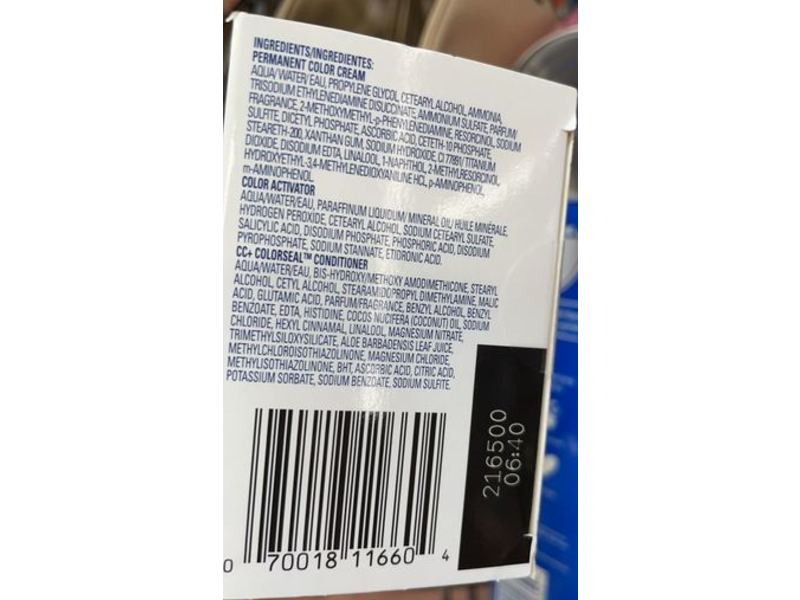 INGREDIENTS/INGREDIENTES:
PERMANENT COLOR CREAM
AQUA/WATER/EAU, PROPYLENE GLYCOL, CETEARYL ALCOHOL, AMMONIA,
TRISODIUM ETHYLENEDIAMINE DISUCCINATE, AMMONIUM SULFATE, PARFUM/
FRAGRANCE, 2-METHOXYMETHYL-p-PHENYLENEDIAMINE, RESORCINOL, SODIUM
SULFITE, DICETYL PHOSPHATE, ASCORBIC ACID, CETETH-10 PHOSPHATE,
STEARETH-200, XANTHAN GUM, SODIUM HYDROXIDE, CI 77891/TITANIUM
DIOXIDE, DISODIUM EDTA, LINALOOL, 1-NAPHTHOL, 2-METHYLRESORCINOL,
HYDROXYETHYL-3,4-METHYLENEDIOXYANILINE HCL, p-AMINOPHENOL,
m-AMINOPHENOL.
COLOR ACTIVATOR
AQUA/WATER/EAU, PARAFFINUM LIQUIDUM/ MINERAL OIL/ HUILE MINÉRALE,
HYDROGEN PEROXIDE, CETEARYL ALCOHOL, SODIUM CETEARYL SULFATE,
SALICYLIC ACID, DISODIUM PHOSPHATE, PHOSPHORIC ACID, DISODIUM
PYROPHOSPHATE, SODIUM STANNATE, ETIDRONIC ACID.
CC+ COLORSEAL™ CONDITIONER
AQUA/WATER/EAU, BIS-HYDROXY/METHOXY AMODIMETHICONE, STEARYL
ALCOHOL, CETYL ALCOHOL, STEARAMIDOPROPYL DIMETHYLAMINE, MALIC
ACID, GLUTAMIC ACID, PARFUM/FRAGRANCE, BENZYL ALCOHOL, BENZYL
BENZOATE, EDTA, HISTIDINE, COCOS NUCIFERA (COCONUT) OIL, SODIUM
CHLORIDE, HEXYL CINNAMAL, LINALOOL, MAGNESIUM NITRATE,
TRIMETHYLSILOXYSILICATE, ALOE BARBADENSIS LEAF JUICE,
METHYLCHLOROISOTHIAZOLINONE, MAGNESIUM CHLORIDE,
METHYLISOTHIAZOLINONE, BHT, ASCORBIC ACID, CITRIC ACID,
POTASSIUM SORBATE, SODIUM BENZOATE, SODIUM SULFITE.
216500
06:40
0 70018 11660 4